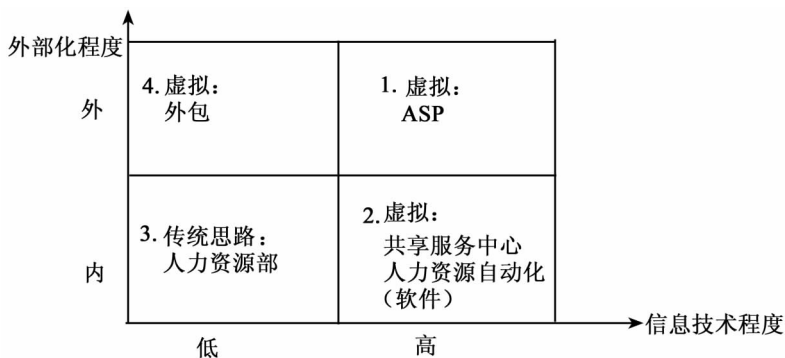 外部化程度
4. 虚拟：
外包
1. 虚拟：
ASP
外
3. 传统思路：
人力资源部
2. 虚拟：
共享服务中心
人力资源自动化
（软件）
内
信息技术程度
低
高